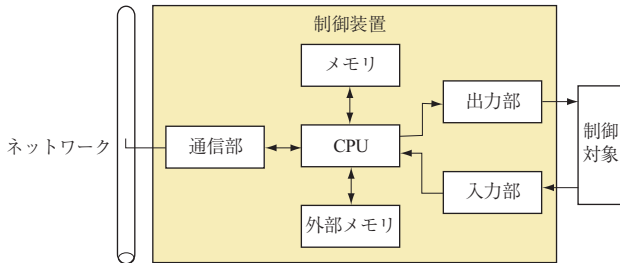 制御装置
メモリ
出力部
制御
対象
ネットワーク
通信部
CPU
入力部
外部メモリ